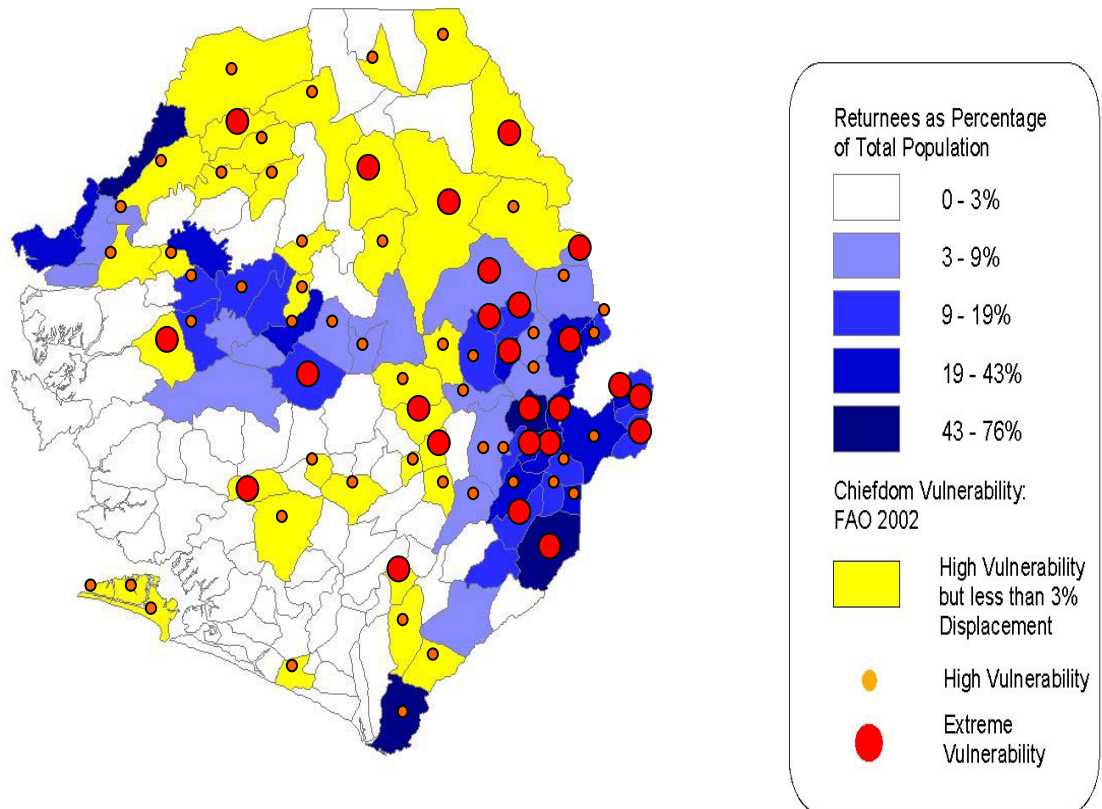 Returnees as Percentage
of Total Population
0 - 3%
3 - 9%
9 - 19%
19 - 43%
43 - 76%
Chiefdom Vulnerability:
FAO 2002
High Vulnerability
but less than 3%
Displacement
High Vulnerability
Extreme
Vulnerability